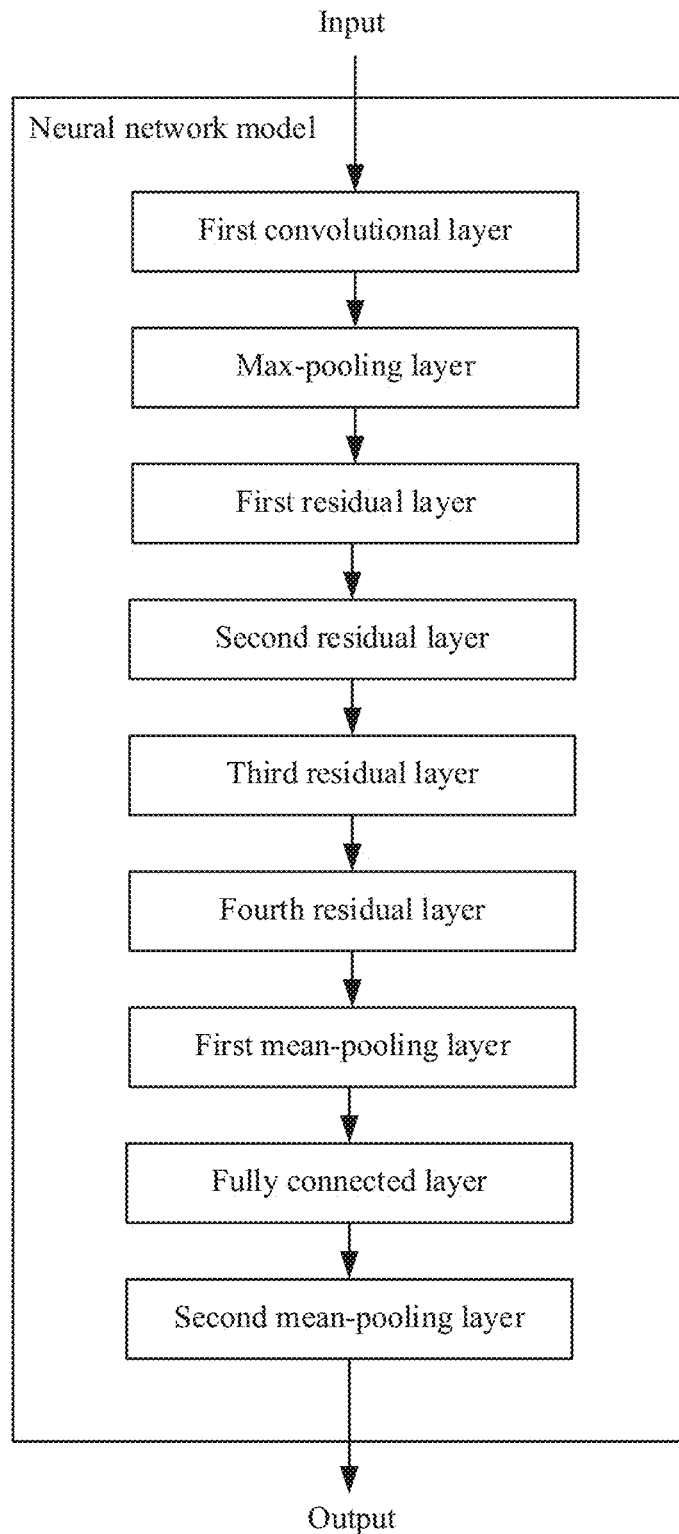 Input
Neural network model
First convolutional layer
Max-pooling layer
First residual layer
Second residual layer
Third residual layer
Fourth residual layer
First mean-pooling layer
Fully connected layer
Second mean-pooling layer
Output